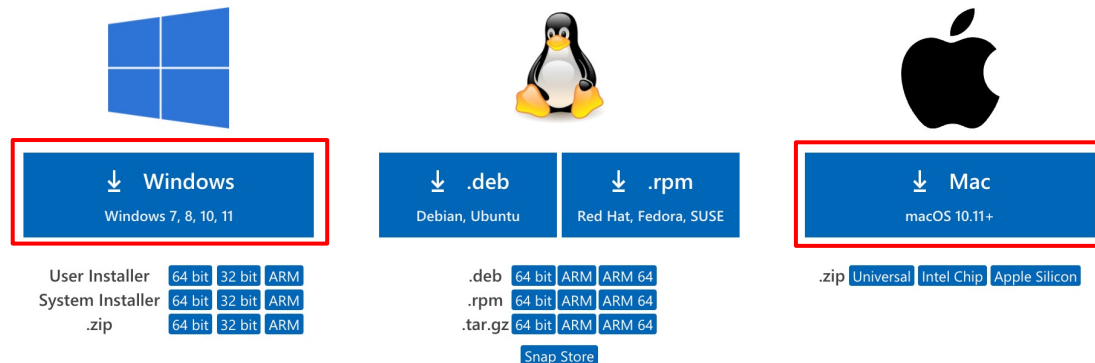 Windows
Windows 7, 8, 10, 11
User Installer 64 bit 32 bit ARM
System Installer 64 bit 32 bit ARM
.zip 64 bit 32 bit ARM
.deb
Debian, Ubuntu
.rpm
Red Hat, Fedora, SUSE
.deb 64 bit ARM ARM 64
.rpm 64 bit ARM ARM 64
.tar.gz 64 bit ARM ARM 64
Snap Store
Mac
macOS 10.11+
.zip Universal Intel Chip Apple Silicon